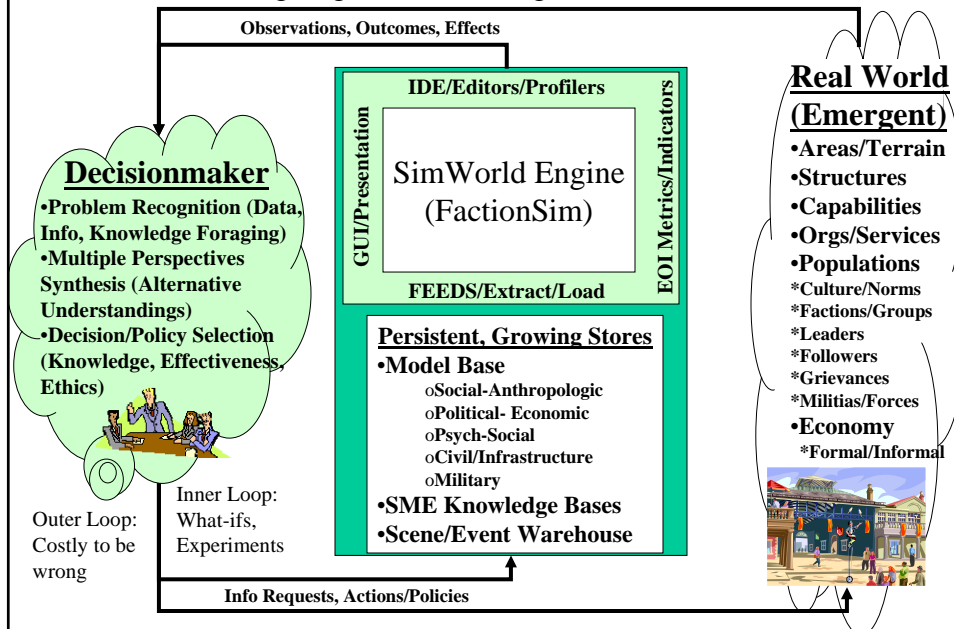 Observations, Outcomes, Effects
Decisionmaker
•Problem Recognition (Data,
Info, Knowledge Foraging)
•Multiple Perspectives
Synthesis (Alternative
Understandings)
•Decision/Policy Selection
(Knowledge, Effectiveness,
Ethics)
Outer Loop:
Costly to be
wrong
Inner Loop:
What-ifs,
Experiments
IDE/Editors/Profilers
GUI/Presentation
SimWorld Engine
(FactionSim)
EOI Metrics/Indicators
FEEDS/Extract/Load
Persistent, Growing Stores
•Model Base
oSocial-Anthropologic
oPolitical- Economic
oPsych-Social
oCivil/Infrastructure
oMilitary
•SME Knowledge Bases
•Scene/Event Warehouse
Real World
(Emergent)
•Areas/Terrain
•Structures
•Capabilities
•Orgs/Services
•Populations
*Culture/Norms
*Factions/Groups
*Leaders
*Followers
*Grievances
*Militias/Forces
•Economy
*Formal/Informal
Info Requests, Actions/Policies